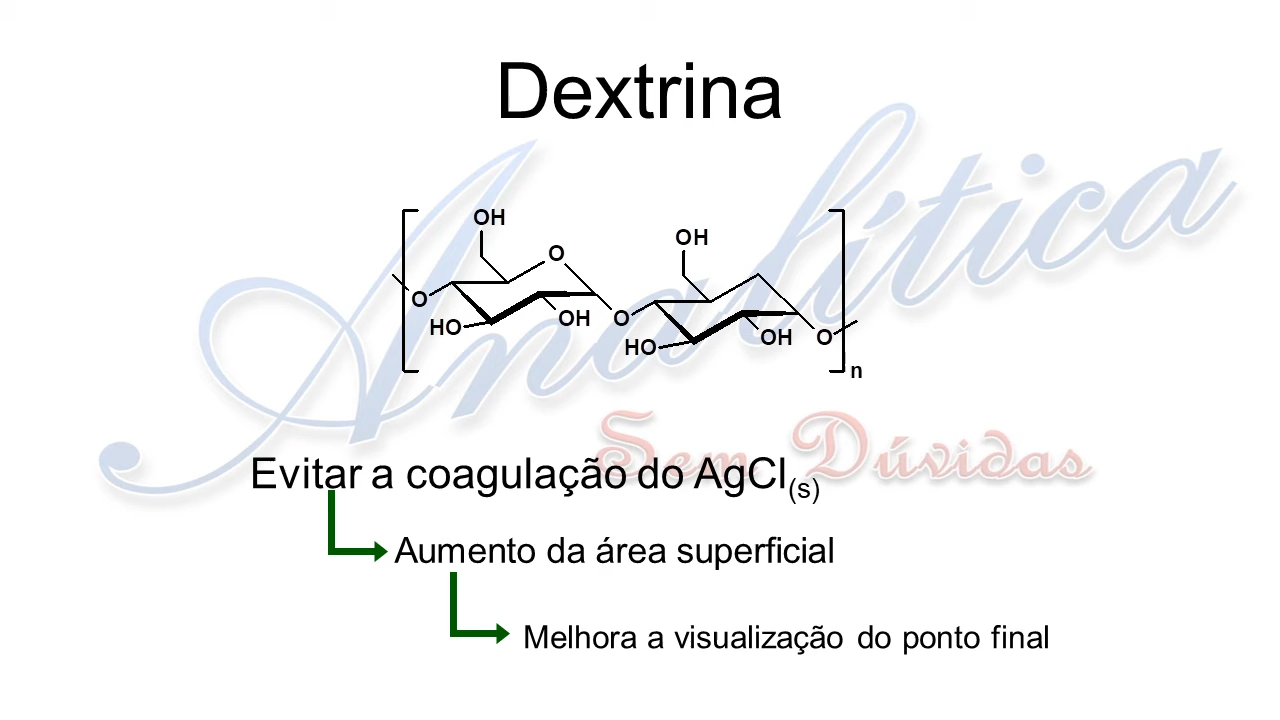 Dextrina
Analítica
Sem Dúvidas
OH
O
OH
O
HO
OH
O
HO
OH
O
n
Evitar a coagulação do AgCl(s)
Aumento da área superficial
Melhora a visualização do ponto final